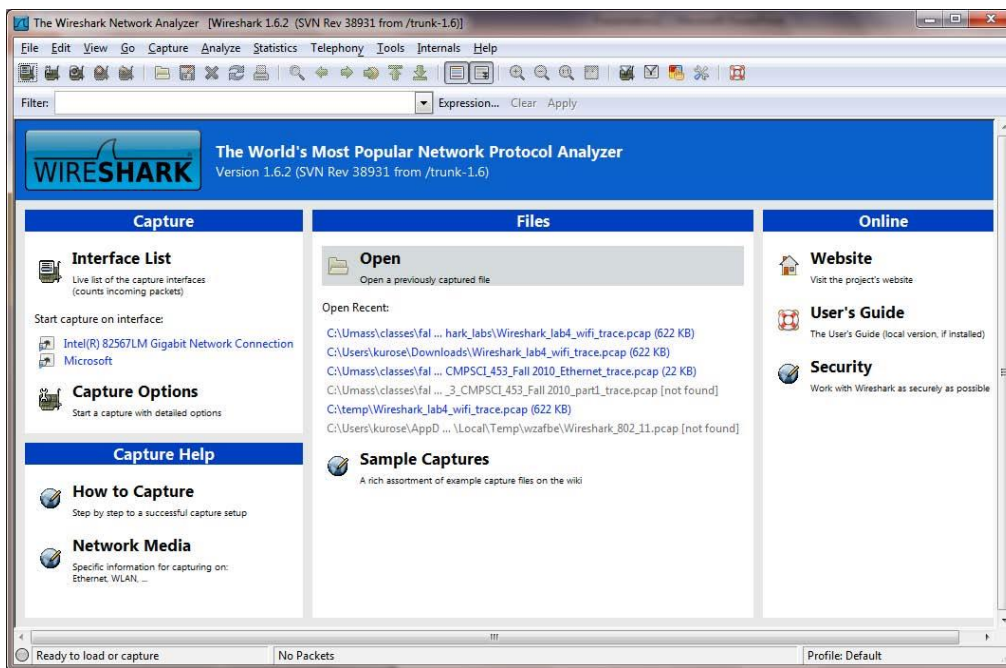 The Wireshark Network Analyzer [Wireshark 1.6.2 (SVN Rev 38931 from /trunk-1.6)]
File Edit View Go Capture Analyze Statistics Telephony Tools Internals Help
Filter: Expression... Clear Apply
WIRESHARK
The World's Most Popular Network Protocol Analyzer
Version 1.6.2 (SVN Rev 38931 from /trunk-1.6)
Capture
Interface List
Live list of the capture interfaces
(counts incoming packets)
Start capture on interface:
Intel(R) 82567LM Gigabit Network Connection
Microsoft
Capture Options
Start a capture with detailed options
Capture Help
How to Capture
Step by step to a successful capture setup
Network Media
Specific information for capturing on:
Ethernet, WLAN, ...
Files
Open
Open a previously captured file
Open Recent:
C:\Umass\classes\fal ... hark_labs\Wireshark_lab4_wifi_trace.pcap (622 KB)
C:\Users\kurose\Downloads\Wireshark_lab4_wifi_trace.pcap (622 KB)
C:\Umass\classes\fal ... CMPSCI_453_Fall 2010_Ethernet_trace.pcap (22 KB)
C:\Umass\classes\fal ... _3_CMPSCI_453_Fall 2010_part1_trace.pcap [not found]
C:\temp\Wireshark_lab4_wifi_trace.pcap (622 KB)
C:\Users\kurose\AppD ... \Local\Temp\wzafbe\Wireshark_802_11.pcap [not found]
Sample Captures
A rich assortment of example capture files on the wiki
Online
Website
Visit the project's website
User's Guide
The User's Guide (local version, if installed)
Security
Work with Wireshark as securely as possible
Ready to load or capture
No Packets
Profile: Default